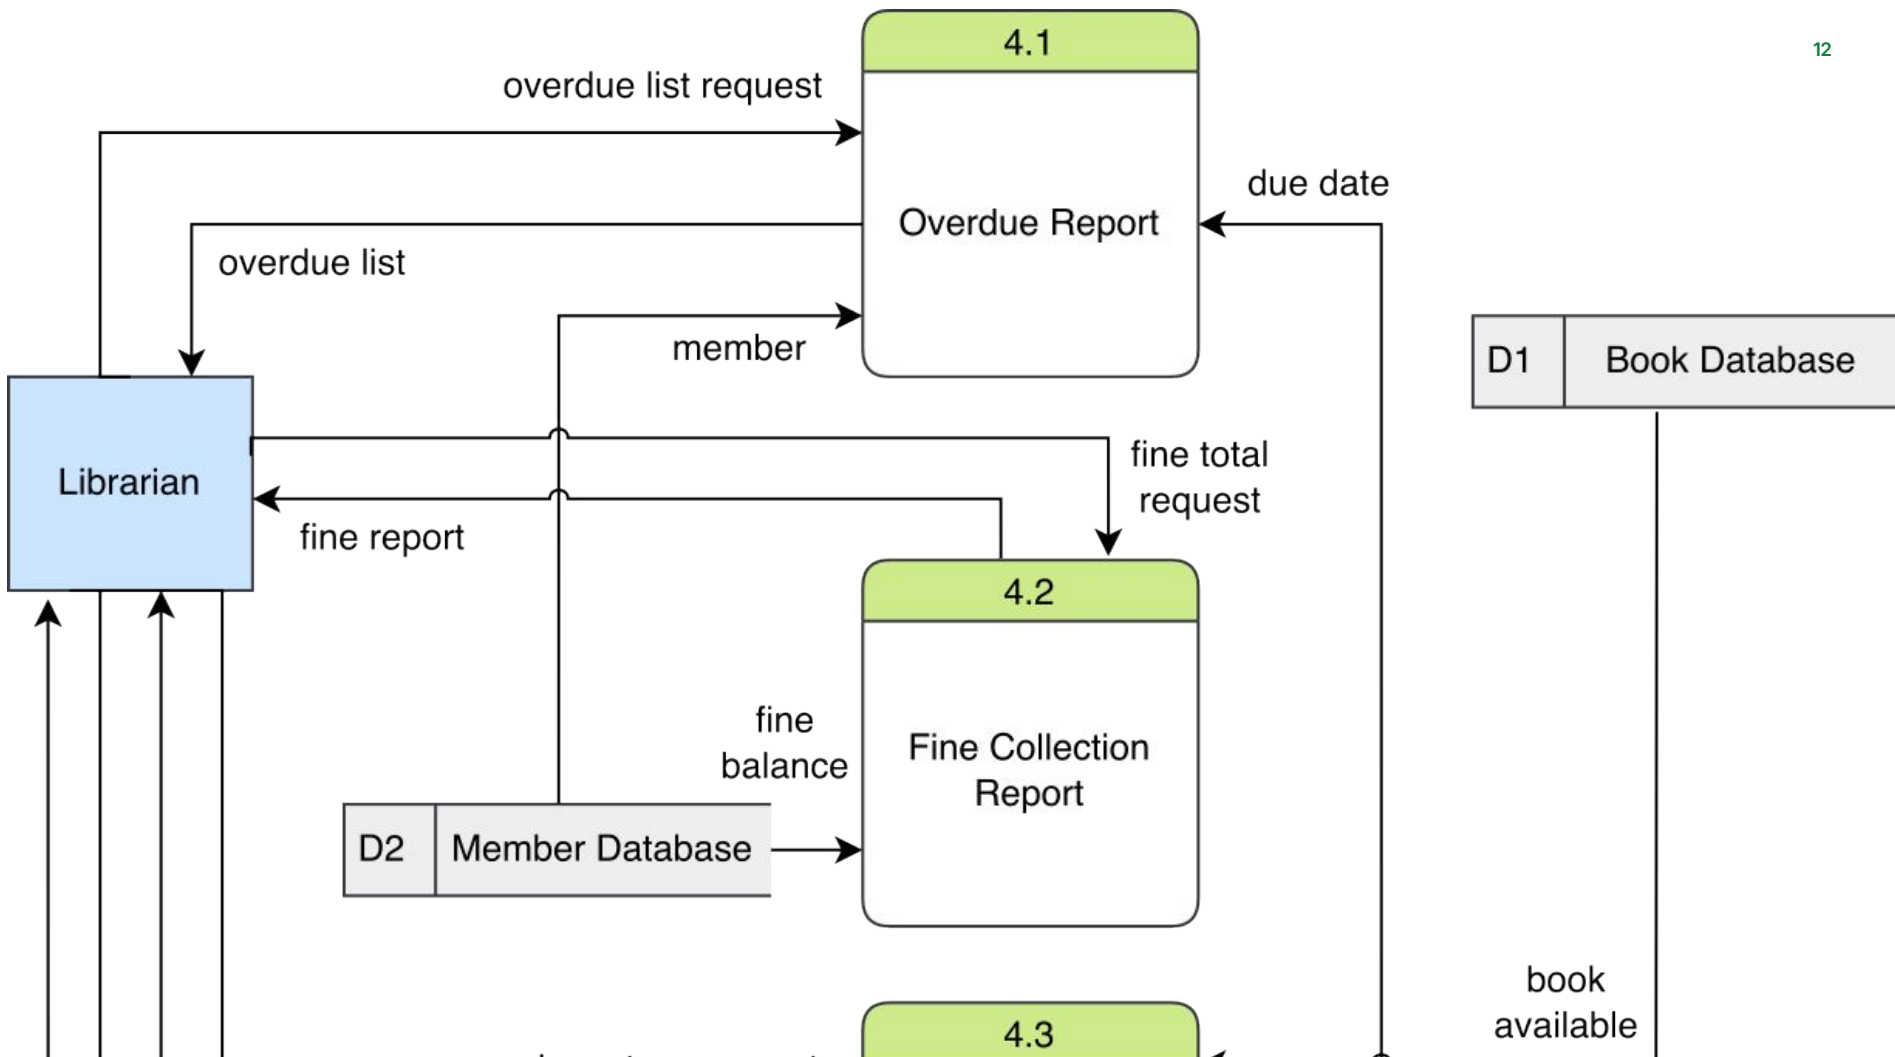 4.1
12
overdue list request
due date
Overdue Report
overdue list
member
D1
Book Database
fine total
request
Librarian
fine report
4.2
fine
balance
Fine Collection
Report
D2
Member Database
book
available
4.3